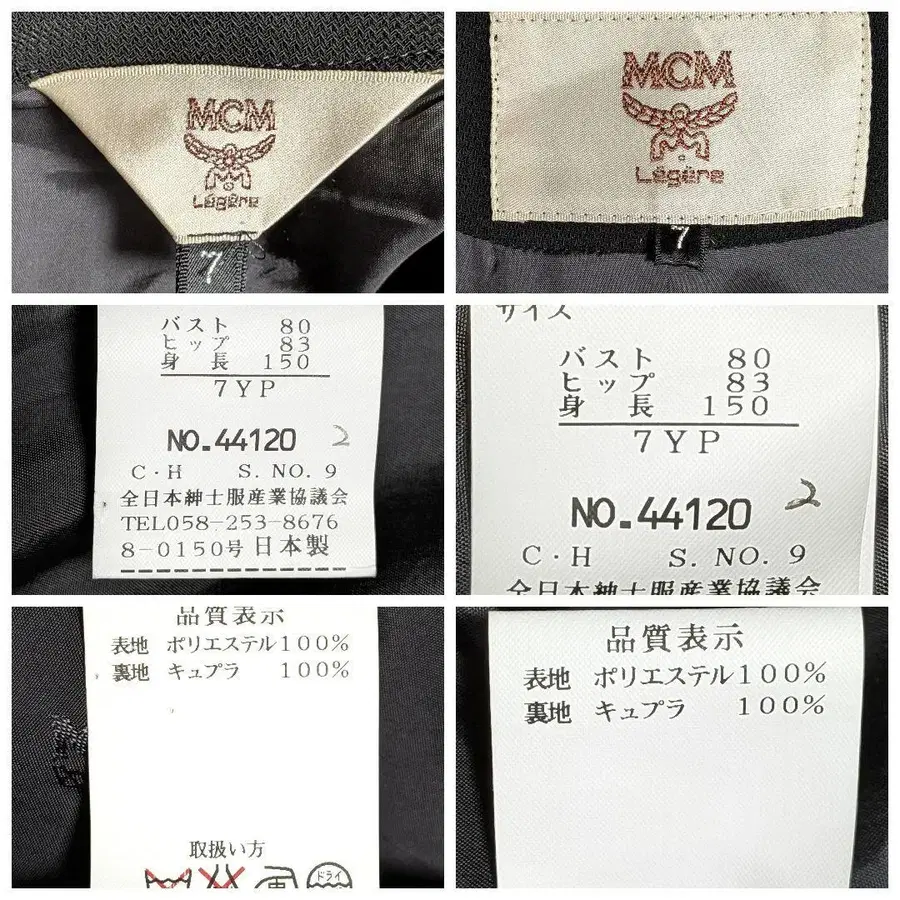 MCM
Légère
7
MCM
Légère
7
バスト 80
ヒップ 83
身長 150
7YP
NO.44120 2
C・H S. NO. 9
全日本紳士服産業協議会
TEL058-253-8676
8-0150号 日本製
サイズ
バスト 80
ヒップ 83
身長 150
7YP
NO.44120 2
C・H S. NO. 9
全日本紳士服産業協議会
品質表示
表地 ポリエステル100%
裏地 キュプラ 100%
取扱い方
ドライ
品質表示
表地 ポリエステル100%
裏地 キュプラ 100%